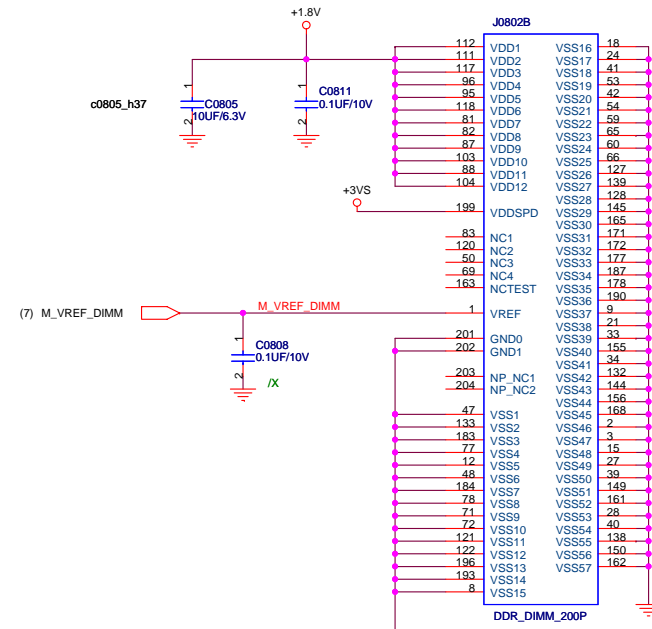 +1.8V
J0802B
c0805_h37
1
C0805
10UF/6.3V
2
1
C0811
0.1UF/10V
2
112 VDD1
111 VDD2
117 VDD3
96 VDD4
95 VDD5
118 VDD6
81 VDD7
82 VDD8
87 VDD9
103 VDD10
88 VDD11
104 VDD12
+3VS
199 VDDSPD
83 NC1
120 NC2
50 NC3
69 NC4
163 NCTEST
(7) M_VREF_DIMM
M_VREF_DIMM
1 VREF
1
C0808
0.1UF/10V
2
/X
201 GND0
202 GND1
203 NP_NC1
204 NP_NC2
47 VSS1
133 VSS2
183 VSS3
77 VSS4
12 VSS5
48 VSS6
184 VSS7
78 VSS8
71 VSS9
72 VSS10
121 VSS11
122 VSS12
196 VSS13
193 VSS14
8 VSS15
VSS16 18
VSS17 24
VSS18 41
VSS19 53
VSS20 42
VSS21 54
VSS22 59
VSS23 65
VSS24 60
VSS25 66
VSS26 127
VSS27 139
VSS28 128
VSS29 145
VSS30 165
VSS31 171
VSS32 172
VSS33 177
VSS34 187
VSS35 178
VSS36 190
VSS37 9
VSS38 21
VSS39 33
VSS40 155
VSS41 34
VSS42 132
VSS43 144
VSS44 156
VSS45 168
VSS46 2
VSS47 3
VSS48 15
VSS49 27
VSS50 39
VSS51 149
VSS52 161
VSS53 28
VSS54 40
VSS55 138
VSS56 150
VSS57 162
DDR_DIMM_200P